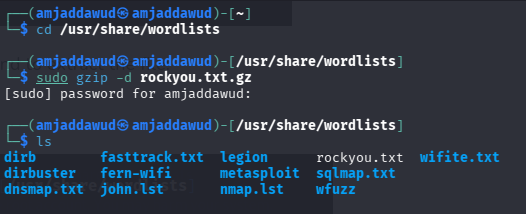 ┌──(amjaddawud㉿amjaddawud)-[~]
└─$ cd /usr/share/wordlists
┌──(amjaddawud㉿amjaddawud)-[/usr/share/wordlists]
└─$ sudo gzip -d rockyou.txt.gz
[sudo] password for amjaddawud:
┌──(amjaddawud㉿amjaddawud)-[/usr/share/wordlists]
└─$ ls
dirb fasttrack.txt legion rockyou.txt wifite.txt
dirbuster fern-wifi metasploit sqlmap.txt
dnsmap.txt john.lst nmap.lst wfuzz